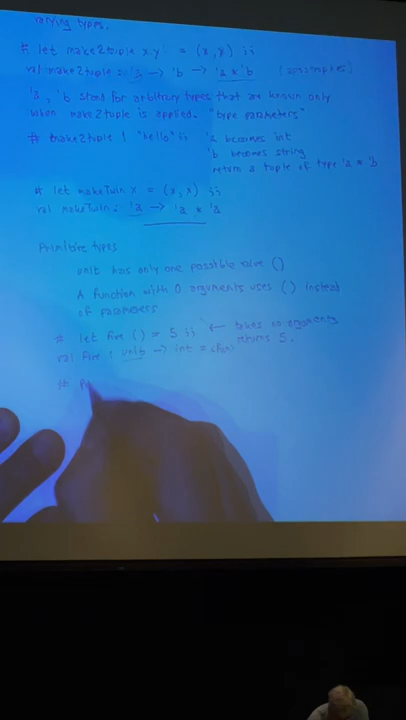 varying types.
# let make2tuple x y = (x, y) ;;
val make2tuple : 'a → 'b → 'a * 'b (apostrophes)
'a, 'b stand for arbitrary types that are known only
when make2tuple is applied. "type parameters"
# make2tuple 1 "hello" ;; 'a becomes int
'b becomes string
return a tuple of type 'a * 'b
# let makeTwin x = (x, x) ;;
val makeTwin : 'a → 'a * 'a
Primitive types
unit has only one possible value ()
A function with 0 arguments uses () instead
of parameters
# let five () = 5 ;; ← takes no arguments
returns 5.
val five : unit → int = <fun>
#